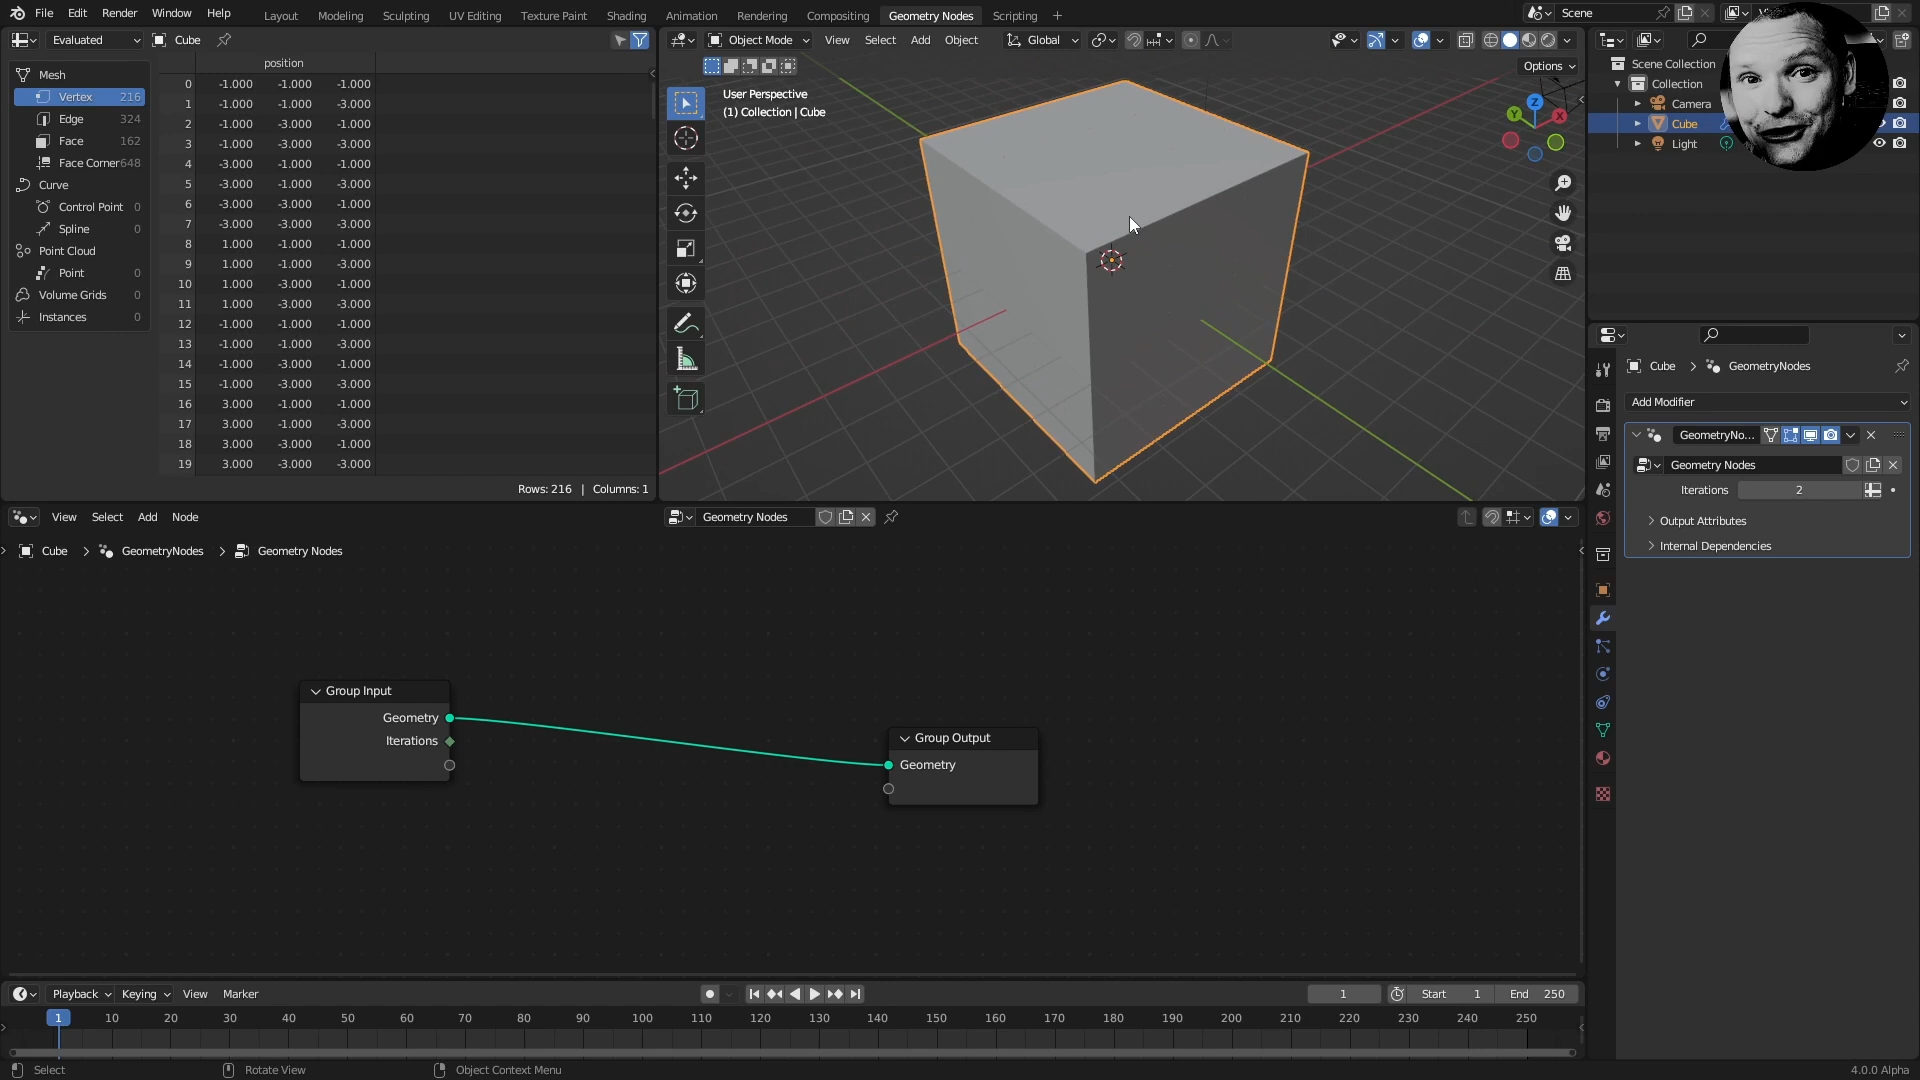 File Edit Render Window Help Layout Modeling Sculpting UV Editing Texture Paint Shading Animation Rendering Compositing Geometry Nodes Scripting + Scene
Evaluated Cube
Object Mode View Select Add Object Global
Options
position
Mesh
Vertex 216
Edge 324
Face 162
Face Corner 648
Curve
Control Point 0
Spline 0
Point Cloud
Point 0
Volume Grids 0
Instances 0
0 -1.000 -1.000 -1.000
1 -1.000 -1.000 -3.000
2 -1.000 -3.000 -1.000
3 -1.000 -3.000 -3.000
4 -3.000 -1.000 -1.000
5 -3.000 -1.000 -3.000
6 -3.000 -3.000 -1.000
7 -3.000 -3.000 -3.000
8 1.000 -1.000 -1.000
9 1.000 -1.000 -3.000
10 1.000 -3.000 -1.000
11 1.000 -3.000 -3.000
12 -1.000 -1.000 -1.000
13 -1.000 -1.000 -3.000
14 -1.000 -3.000 -1.000
15 -1.000 -3.000 -3.000
16 3.000 -1.000 -1.000
17 3.000 -1.000 -3.000
18 3.000 -3.000 -1.000
19 3.000 -3.000 -3.000
Rows: 216 | Columns: 1
User Perspective
(1) Collection | Cube
Z
Y
X
Scene Collection
Collection
Camera
Cube
Light
Cube > GeometryNodes
Add Modifier
GeometryNo...
Geometry Nodes
Iterations 2
Output Attributes
Internal Dependencies
View Select Add Node Geometry Nodes
Cube > GeometryNodes > Geometry Nodes
Group Input
Geometry
Iterations
Group Output
Geometry
Playback Keying View Marker 1 Start 1 End 250
1 10 20 30 40 50 60 70 80 90 100 110 120 130 140 150 160 170 180 190 200 210 220 230 240 250
Select Rotate View Object Context Menu 4.0.0 Alpha